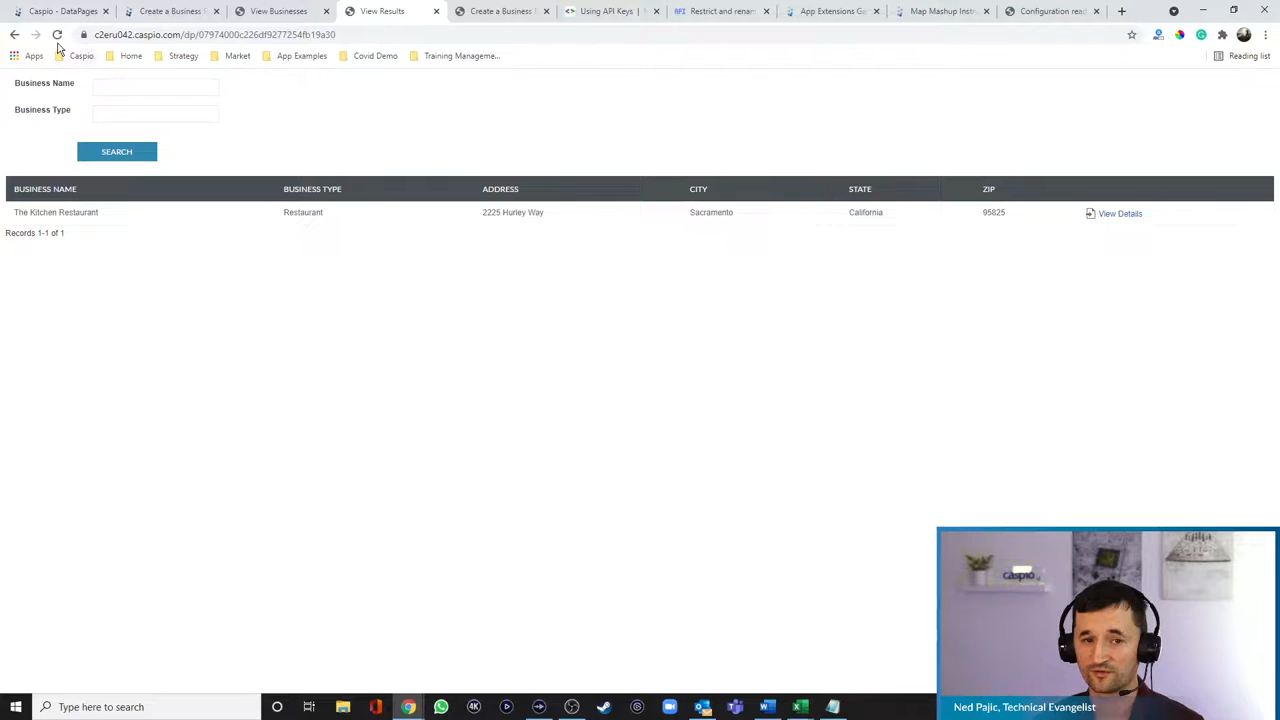 Caspio - DataPages
Create a Business
View Businesses
View Results
Create a Business
Using API Keys
Restrict and renam
App Extensions Ga
Map Mashup Instr
Configuration read
c2eru042.caspio.com/dp/07974000c226df9277254fb19a30
Apps
Caspio
Home
Strategy
Market
App Examples
Covid Demo
Training Manageme...
Reading list
Business Name
Business Type
SEARCH
BUSINESS NAME BUSINESS TYPE ADDRESS CITY STATE ZIP
The Kitchen Restaurant Restaurant 2225 Hurley Way Sacramento California 95825 View Details
Records 1-1 of 1
caspio
Ned Pajic, Technical Evangelist
Type here to search
4K